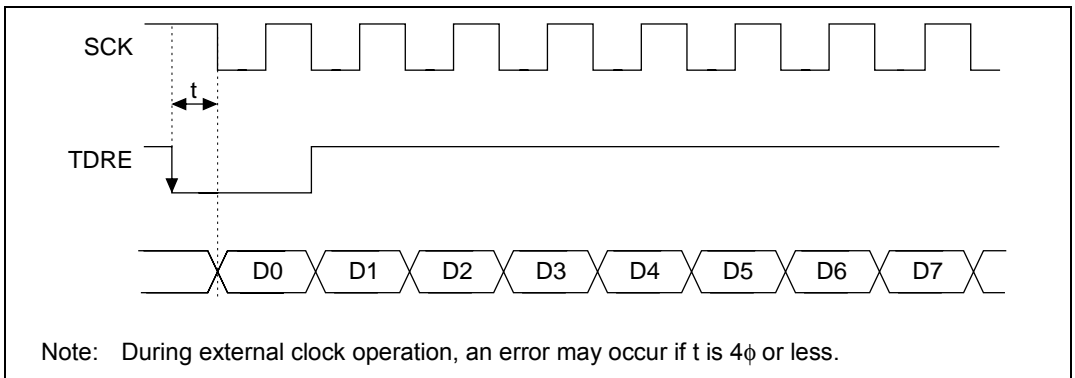 SCK
t
TDRE
D0 D1 D2 D3 D4 D5 D6 D7
Note: During external clock operation, an error may occur if t is 4ϕ or less.